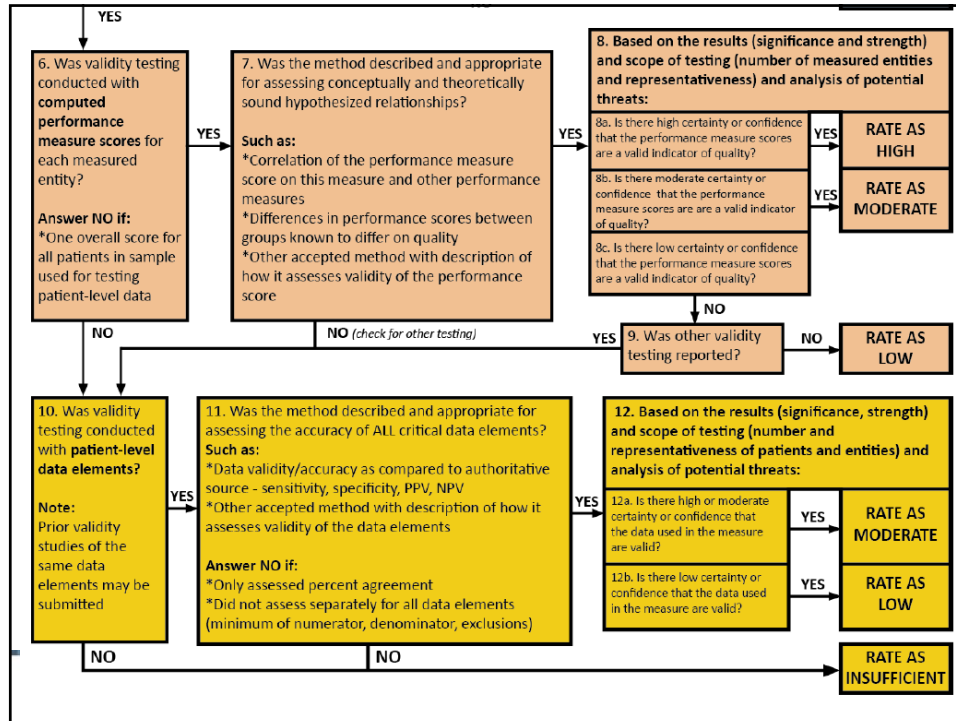 YES
6. Was validity testing
conducted with
computed
performance
measure scores for
each measured
entity?
Answer NO if:
*One overall score for
all patients in sample
used for testing
patient-level data
YES
7. Was the method described and appropriate
for assessing conceptually and theoretically
sound hypothesized relationships?
Such as:
*Correlation of the performance measure
score on this measure and other performance
measures
*Differences in performance scores between
groups known to differ on quality
*Other accepted method with description of
how it assesses validity of the performance
score
YES
8. Based on the results (significance and strength)
and scope of testing (number of measured entities
and representativeness) and analysis of potential
threats:
8a. Is there high certainty or confidence
that the performance measure scores
are a valid indicator of quality?
YES
RATE AS
HIGH
8b. Is there moderate certainty or
confidence that the performance
measure scores are are a valid indicator
of quality?
YES
RATE AS
MODERATE
8c. Is there low certainty or confidence
that the performance measure scores
are a valid indicator of quality?
NO
NO
NO (check for other testing)
YES
9. Was other validity
testing reported?
NO
RATE AS
LOW
10. Was validity
testing conducted
with patient-level
data elements?
Note:
Prior validity
studies of the
same data
elements may be
submitted
YES
11. Was the method described and appropriate for
assessing the accuracy of ALL critical data elements?
Such as:
*Data validity/accuracy as compared to authoritative
source - sensitivity, specificity, PPV, NPV
*Other accepted method with description of how it
assesses validity of the data elements
Answer NO if:
*Only assessed percent agreement
*Did not assess separately for all data elements
(minimum of numerator, denominator, exclusions)
YES
12. Based on the results (significance, strength)
and scope of testing (number and
representativeness of patients and entities) and
analysis of potential threats:
12a. Is there high or moderate
certainty or confidence that
the data used in the measure
are valid?
YES
RATE AS
MODERATE
12b. Is there low certainty or
confidence that the data used
in the measure are valid?
YES
RATE AS
LOW
NO
NO
RATE AS
INSUFFICIENT